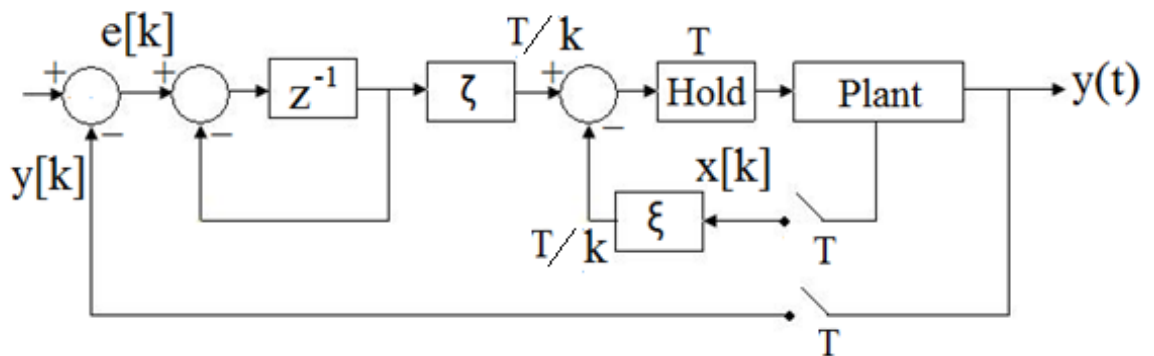 e[k]
T/k
T
+
+
+
z⁻¹
ζ
Hold
Plant
y(t)
−
−
−
y[k]
x[k]
T/k
ξ
T
T